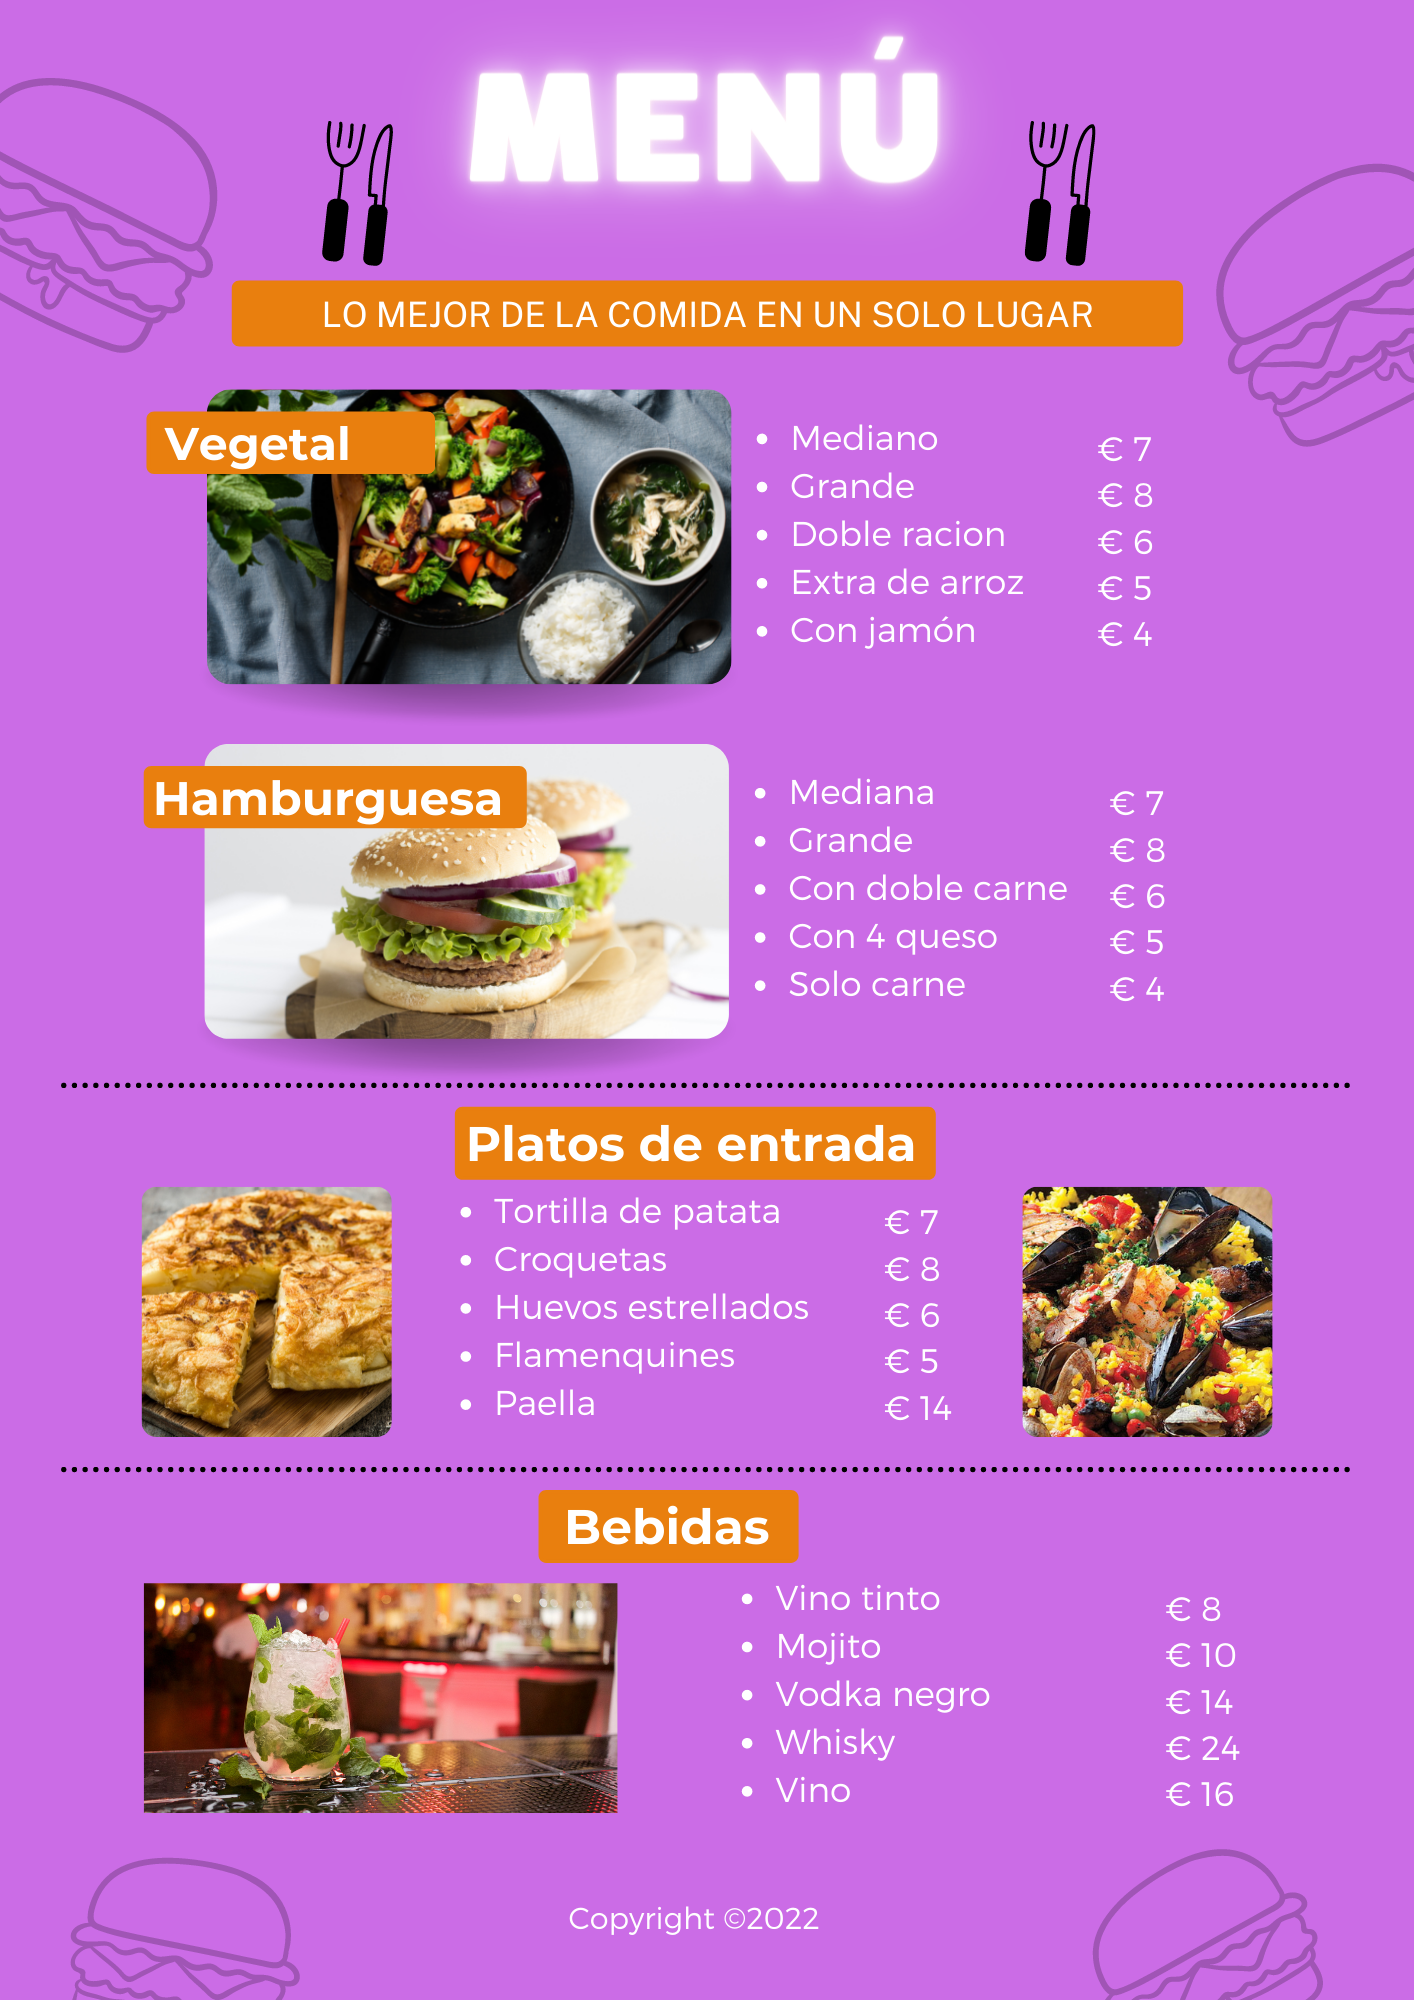 MENÚ
LO MEJOR DE LA COMIDA EN UN SOLO LUGAR
Vegetal
Mediano € 7
Grande € 8
Doble racion € 6
Extra de arroz € 5
Con jamón € 4
Hamburguesa
Mediana € 7
Grande € 8
Con doble carne € 6
Con 4 queso € 5
Solo carne € 4
Platos de entrada
Tortilla de patata € 7
Croquetas € 8
Huevos estrellados € 6
Flamenquines € 5
Paella € 14
Bebidas
Vino tinto € 8
Mojito € 10
Vodka negro € 14
Whisky € 24
Vino € 16
Copyright ©2022